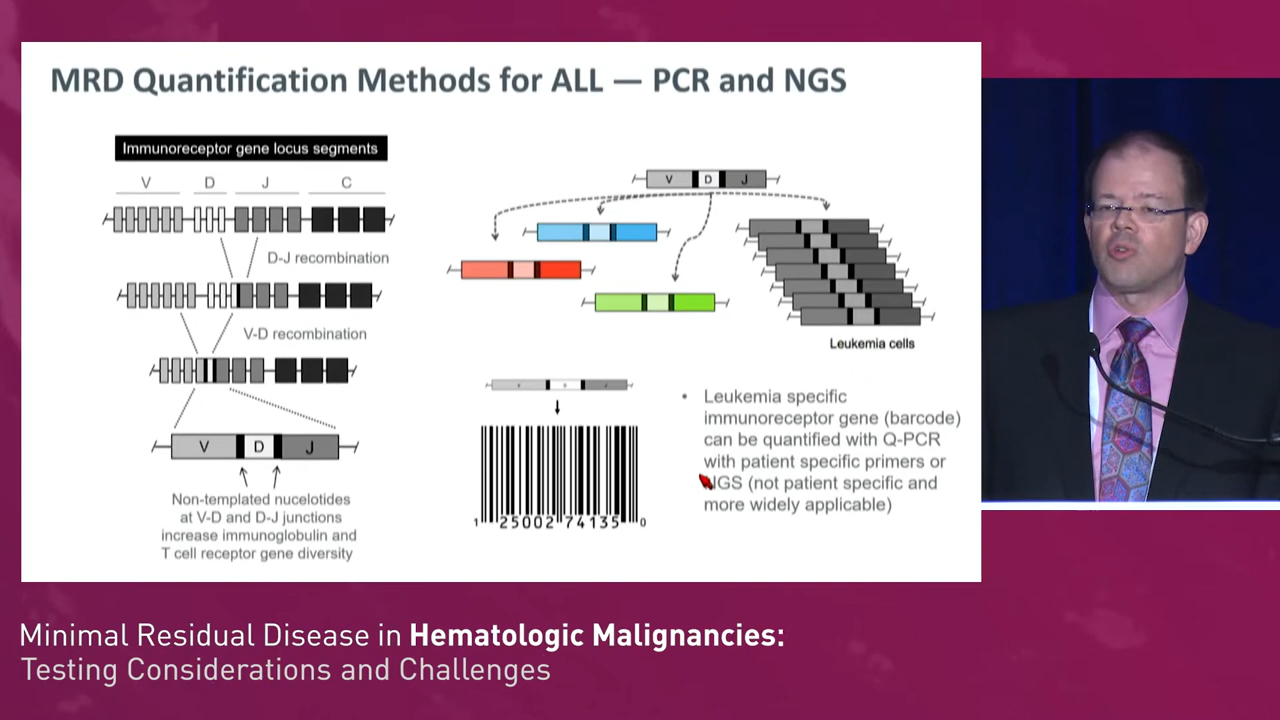 MRD Quantification Methods for ALL — PCR and NGS
Immunoreceptor gene locus segments
V D J C
D-J recombination
V-D recombination
V D J
Non-templated nucelotides
at V-D and D-J junctions
increase immunoglobulin and
T cell receptor gene diversity
V D J
Leukemia cells
1 25002 74135 0
• Leukemia specific
immunoreceptor gene (barcode)
can be quantified with Q-PCR
with patient specific primers or
NGS (not patient specific and
more widely applicable)
Minimal Residual Disease in Hematologic Malignancies:
Testing Considerations and Challenges